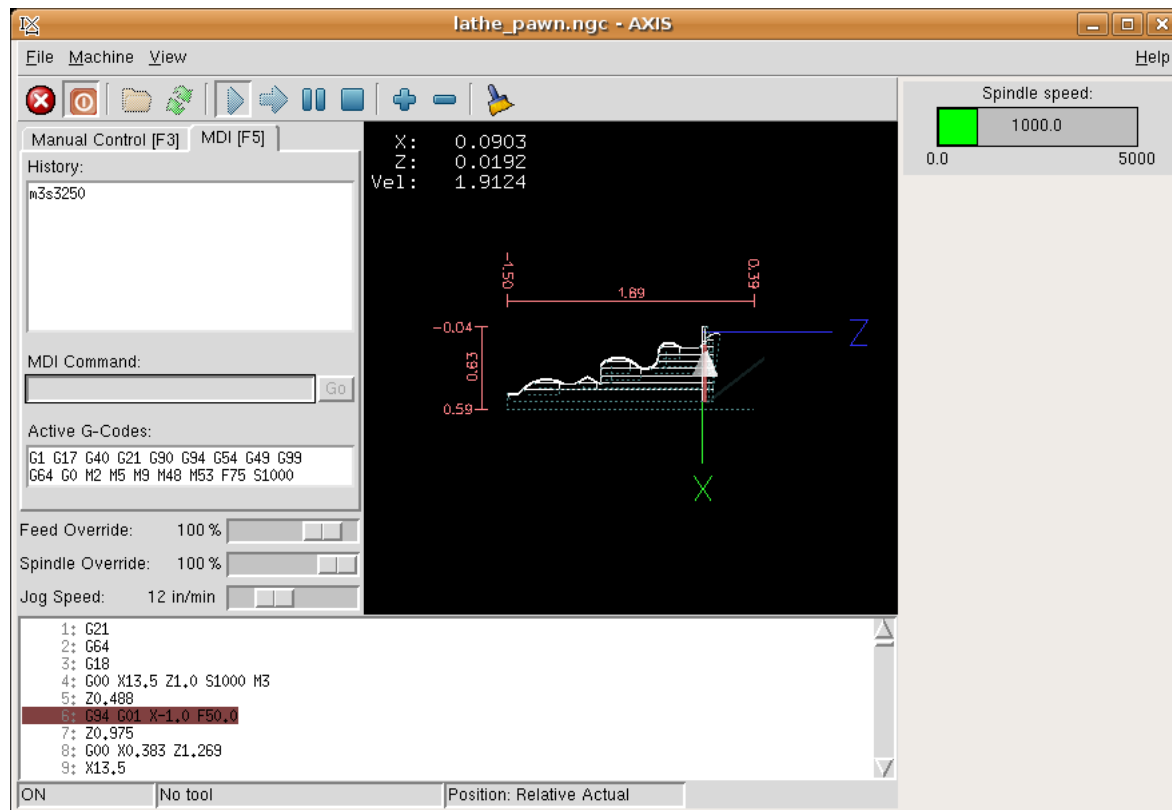 lathe_pawn.ngc - AXIS
File Machine View Help
Manual Control [F3] MDI [F5]
History:
m3s3250
MDI Command:
Go
Active G-Codes:
G1 G17 G40 G21 G90 G94 G54 G49 G99
G64 G0 M2 M5 M9 M48 M53 F75 S1000
Feed Override: 100 %
Spindle Override: 100 %
Jog Speed: 12 in/min
X: 0.0903
Z: 0.0192
Vel: 1.9124
-1.50
0.39
1.89
-0.04
0.63
0.59
Z
X
Spindle speed:
1000.0
0.0 5000
1: G21
2: G64
3: G18
4: G00 X13.5 Z1.0 S1000 M3
5: Z0.488
6: G94 G01 X-1.0 F50.0
7: Z0.975
8: G00 X0.383 Z1.269
9: X13.5
ON No tool Position: Relative Actual